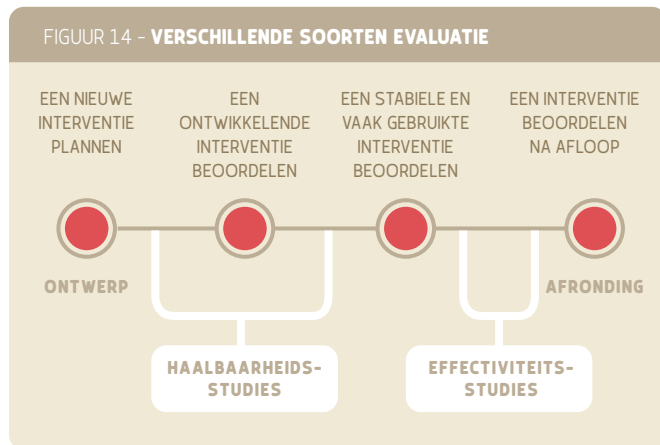 FIGUUR 14 - VERSCHILLENDE SOORTEN EVALUATIE
EEN NIEUWE
INTERVENTIE
PLANNEN
EEN
ONTWIKKELENDE
INTERVENTIE
BEOORDELEN
EEN STABIELE EN
VAAK GEBRUIKTE
INTERVENTIE
BEOORDELEN
EEN INTERVENTIE
BEOORDELEN
NA AFLOOP
ONTWERP
AFRONDING
HAALBAARHEIDS-
STUDIES
EFFECTIVITEITS-
STUDIES